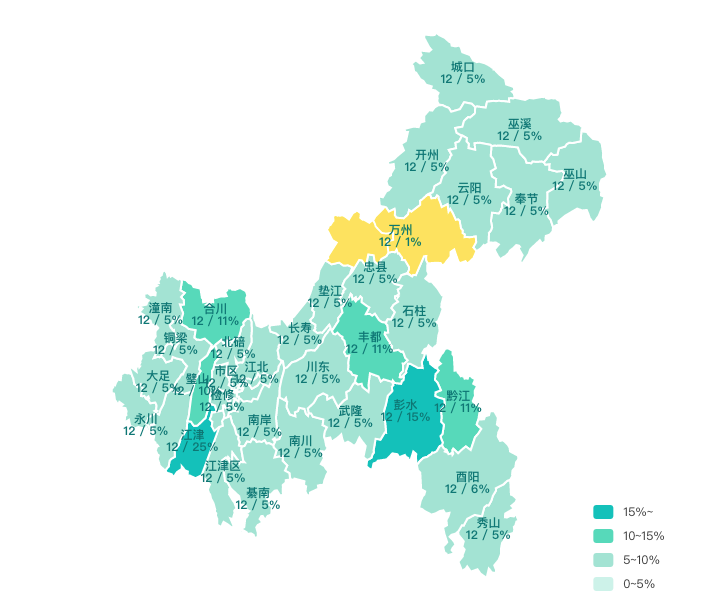 城口
12 / 5%
巫溪
12 / 5%
开州
12 / 5%
巫山
12 / 5%
云阳
12 / 5%
奉节
12 / 5%
万州
12 / 1%
忠县
12 / 5%
垫江
12 / 5%
石柱
12 / 5%
潼南
12 / 5%
合川
12 / 11%
长寿
12 / 5%
丰都
12 / 11%
铜梁
12 / 5%
北碚
12 / 5%
大足
12 / 5%
璧山
12 / 10%
市区
12 / 5%
江北
12 / 5%
川东
12 / 5%
检修
12 / 5%
彭水
12 / 15%
黔江
12 / 11%
永川
12 / 5%
江津
12 / 25%
南岸
12 / 5%
武隆
12 / 5%
南川
12 / 5%
江津区
12 / 5%
綦南
12 / 5%
酉阳
12 / 6%
秀山
12 / 5%
15%~
10~15%
5~10%
0~5%